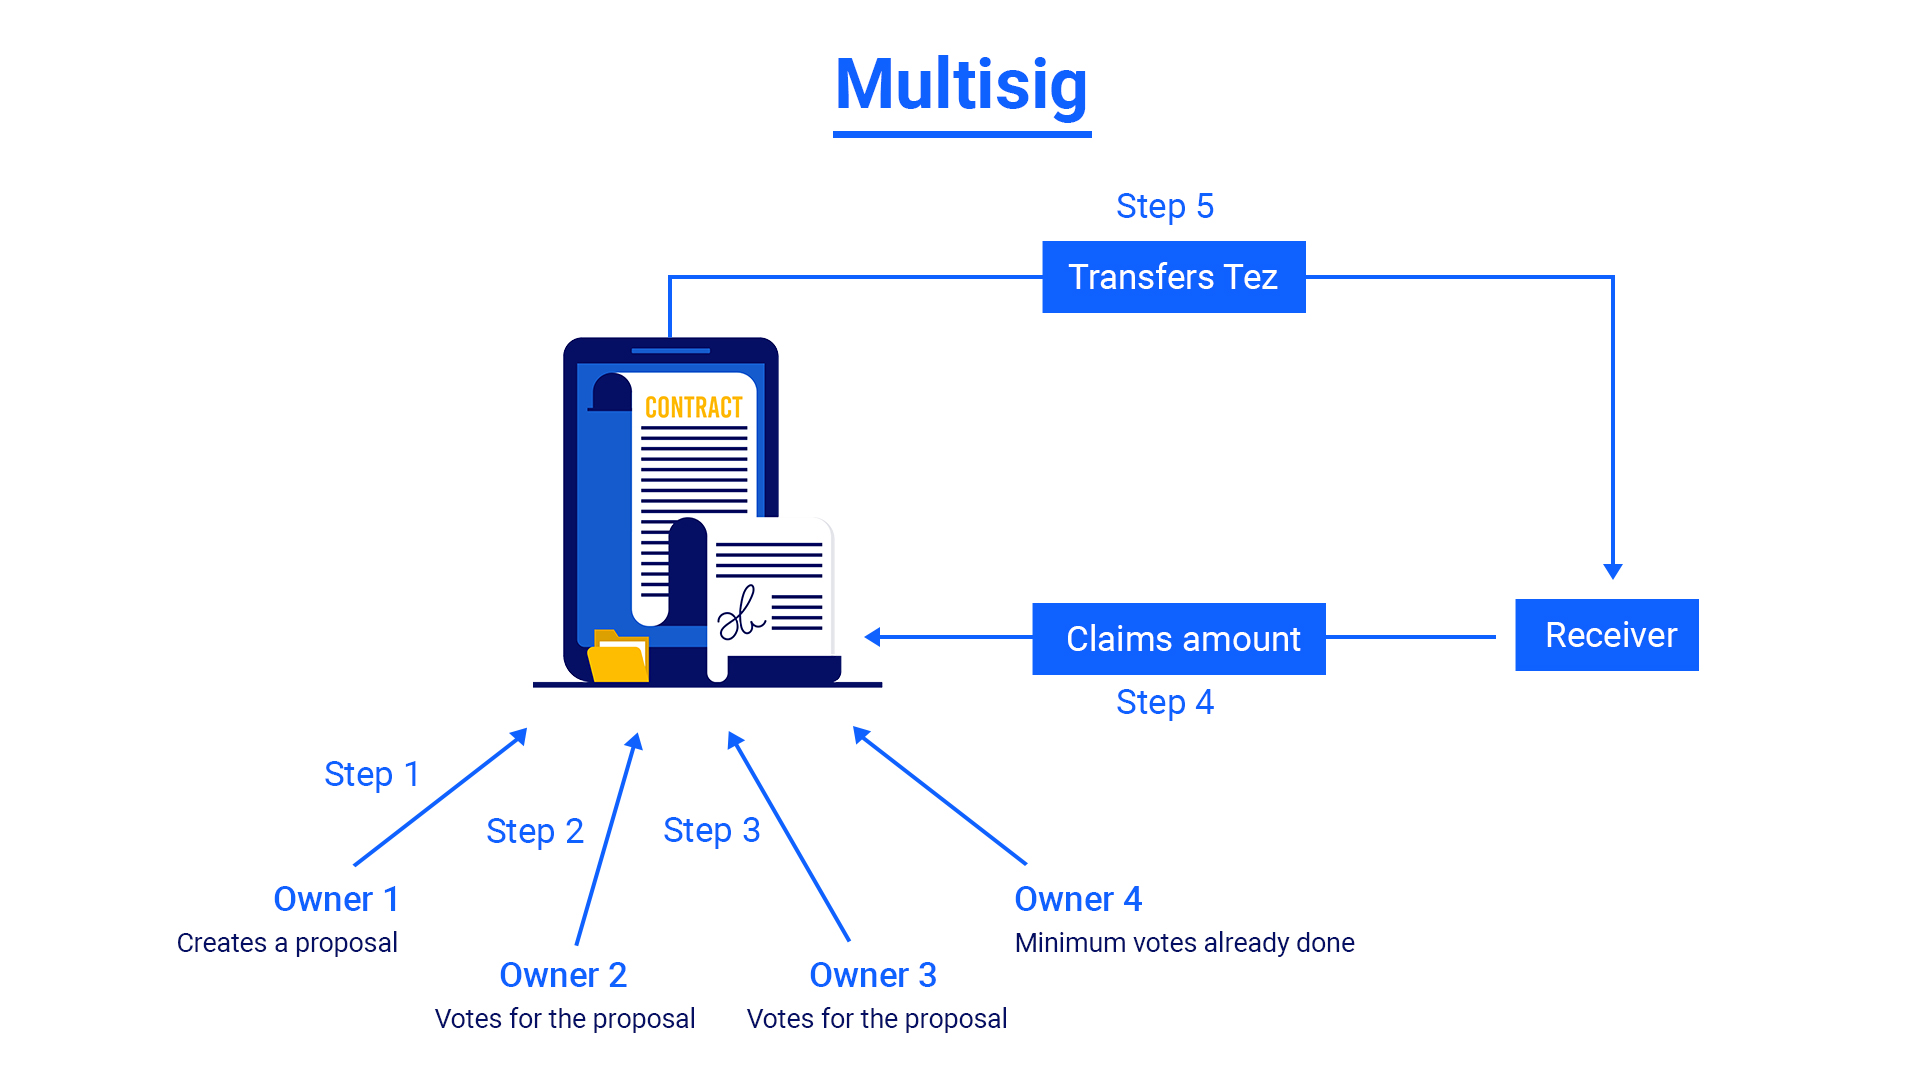 Multisig
Step 5
Transfers Tez
CONTRACT
Claims amount
Receiver
Step 4
Step 1
Step 2
Step 3
Owner 1
Creates a proposal
Owner 2
Votes for the proposal
Owner 3
Votes for the proposal
Owner 4
Minimum votes already done